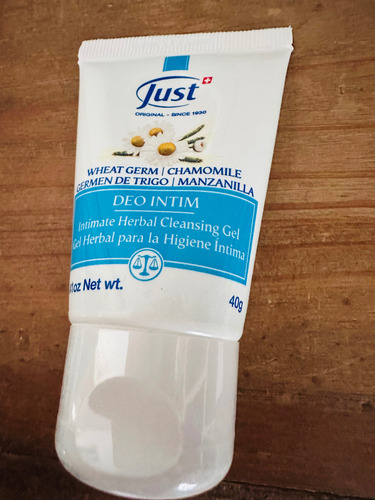 Just
ORIGINAL - SINCE 1930
WHEAT GERM | CHAMOMILE
GERMEN DE TRIGO | MANZANILLA
DEO INTIM
Intimate Herbal Cleansing Gel
Gel Herbal para la Higiene Íntima
oz Net wt.
40g